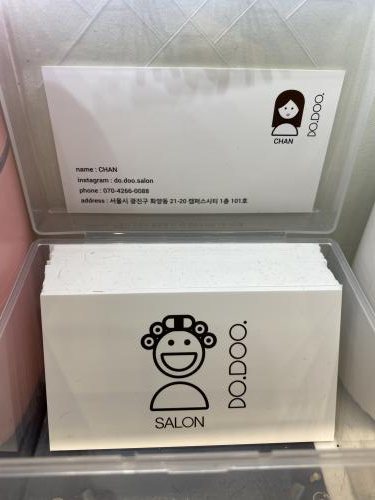 DO.DOO.
CHAN
name : CHAN
instagram : do.doo.salon
phone : 070-4266-0088
address : 서울시 광진구 화양동 21-20 캠퍼스시티 1층 101호
DO.DOO.
SALON